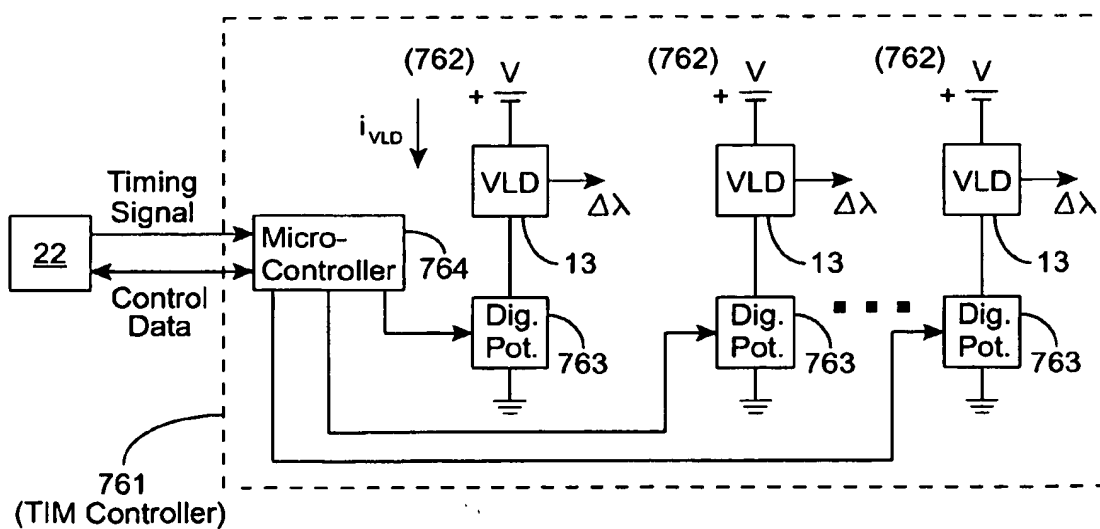 (762) V
+
(762) V
+
(762) V
+
iVLD
VLD
Δλ
VLD
Δλ
VLD
Δλ
13
13
13
Timing
Signal
22
Control
Data
Micro-
Controller
764
Dig.
Pot.
763
Dig.
Pot.
763
Dig.
Pot.
763
761
(TIM Controller)